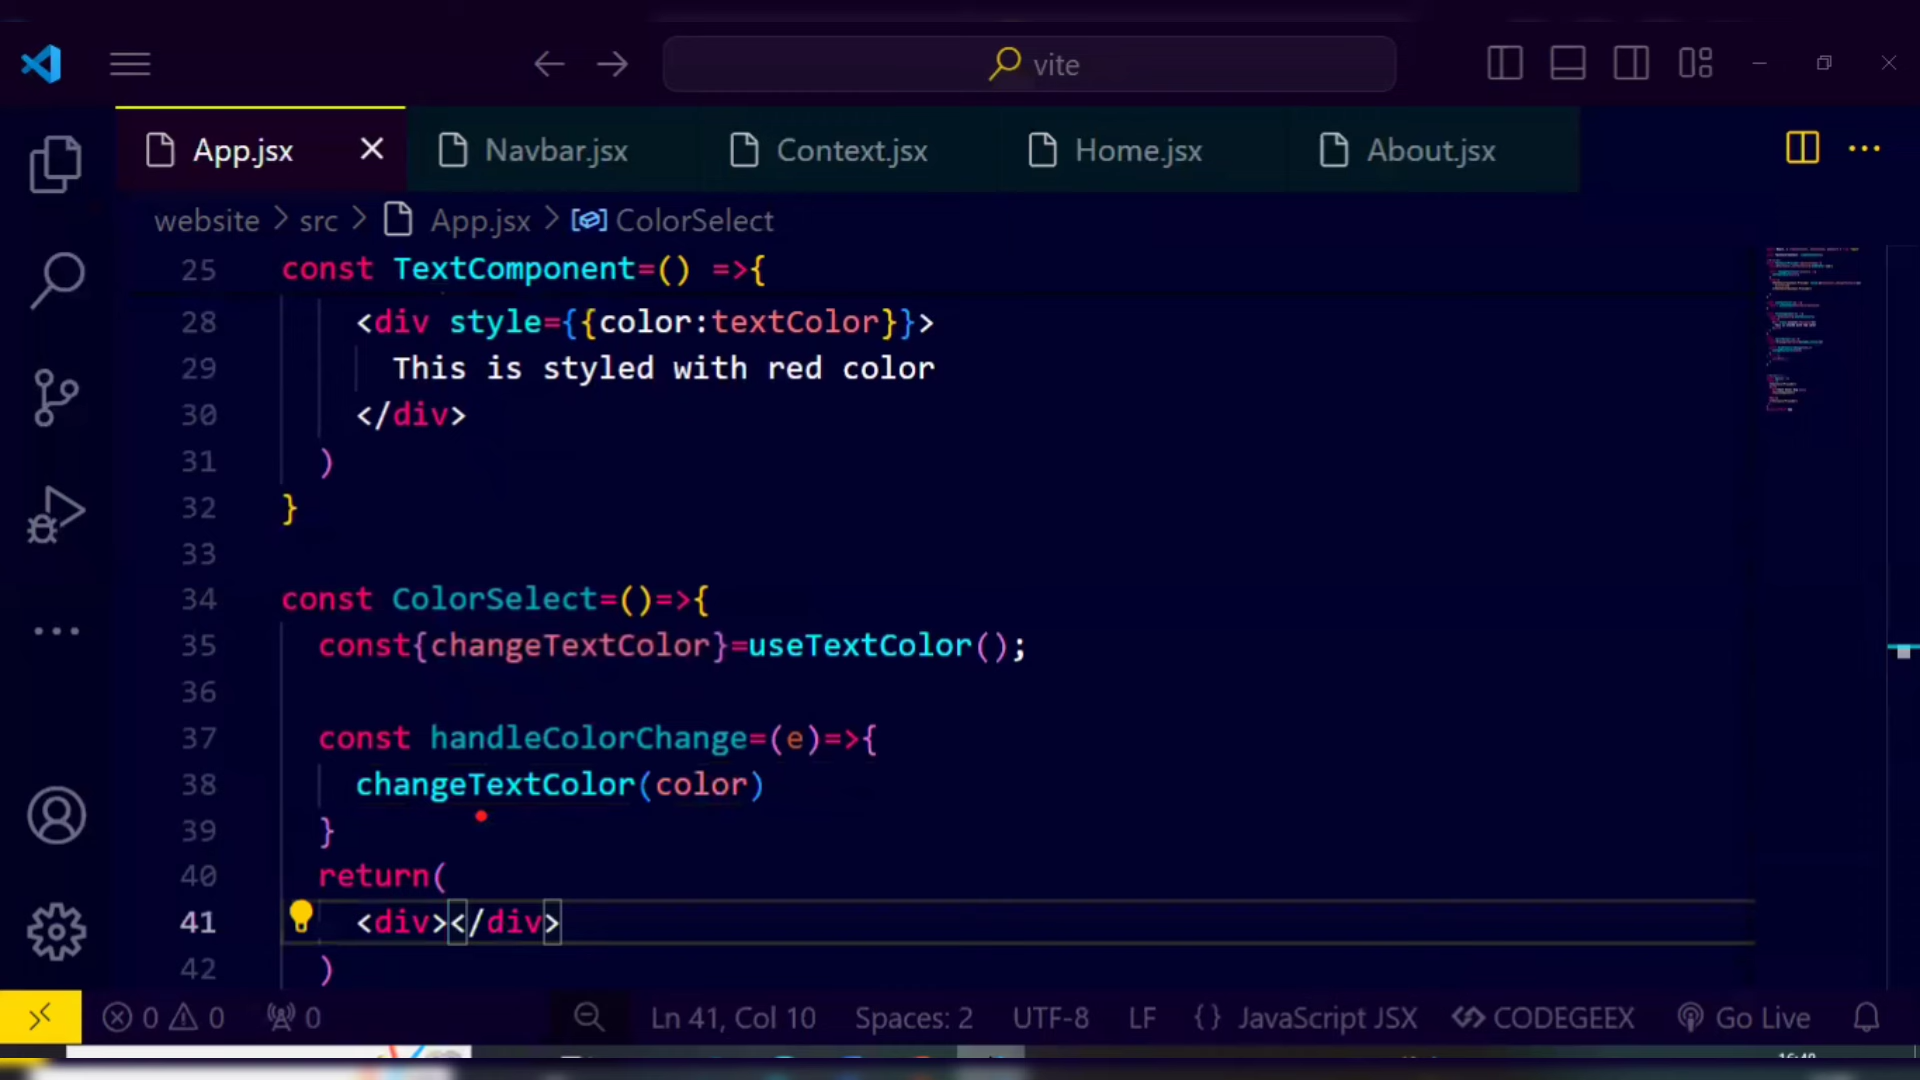 vite
App.jsx Navbar.jsx Context.jsx Home.jsx About.jsx
website > src > App.jsx > ColorSelect
25 const TextComponent=() =>{
28 <div style={{color:textColor}}>
29 This is styled with red color
30 </div>
31 )
32 }
33
34 const ColorSelect=()=>{
35 const{changeTextColor}=useTextColor();
36
37 const handleColorChange=(e)=>{
38 changeTextColor(color)
39 }
40 return(
41 <div></div>
42 )
0 0 0 Ln 41, Col 10 Spaces: 2 UTF-8 LF {} JavaScript JSX CODEGEEX Go Live